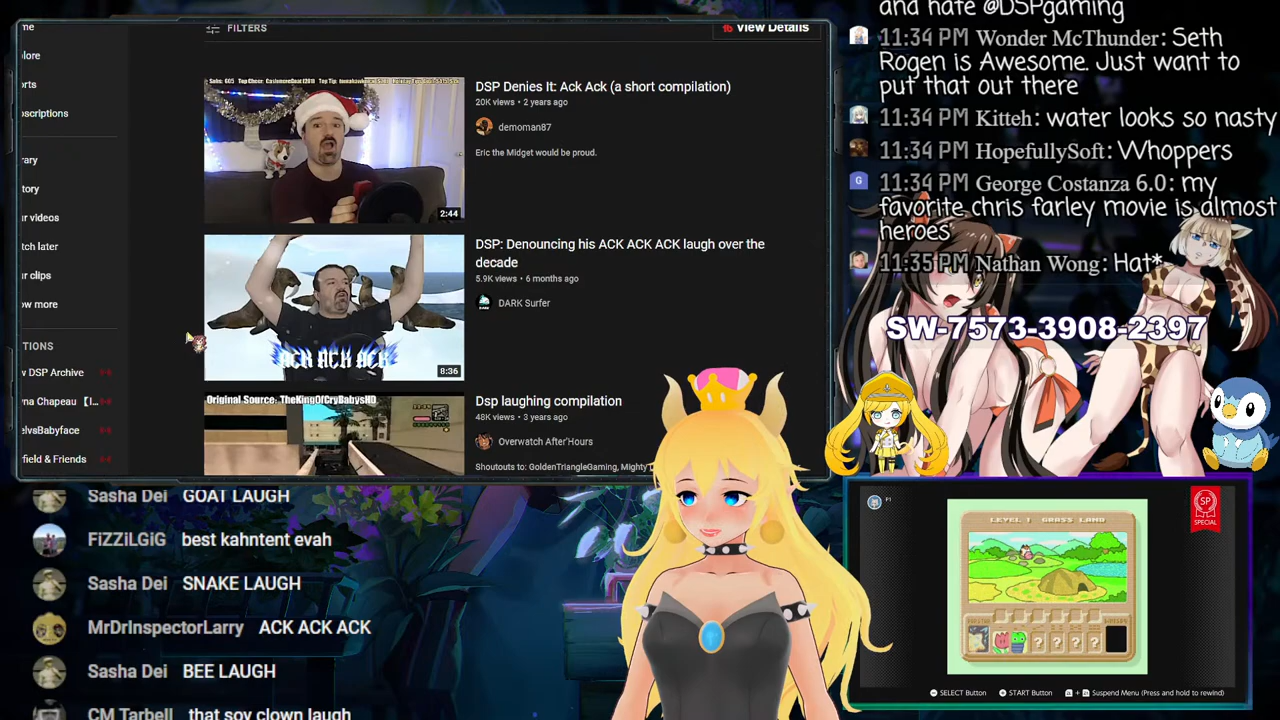 FILTERS
View Details
lore
rts
bscriptions
rary
tory
ur videos
tch later
ur clips
ow more
TIONS
w DSP Archive
na Chapeau【I...
elvsBabyface
field & Friends
DSP Denies It: Ack Ack (a short compilation)
20K views • 2 years ago
demoman87
Eric the Midget would be proud.
2:44
DSP: Denouncing his ACK ACK ACK laugh over the
decade
5.9K views • 6 months ago
DARK Surfer
ACK ACK ACK
8:36
Original Source: TheKingOfCryBabysHD
Dsp laughing compilation
48K views • 3 years ago
Overwatch After'Hours
Shoutouts to: GoldenTriangleGaming, MightyT
and hate @DSPgaming
11:34 PM Wonder McThunder: Seth
Rogen is Awesome. Just want to
put that out there
11:34 PM Kitteh: water looks so nasty
11:34 PM HopefullySoft: Whoppers
11:34 PM George Costanza 6.0: my
favorite chris farley movie is almost
heroes
11:35 PM Nathan Wong: Hat*
SW-7573-3908-2397
Sasha Dei GOAT LAUGH
FiZZiLGiG best kahntent evah
Sasha Dei SNAKE LAUGH
MrDrInspectorLarry ACK ACK ACK
Sasha Dei BEE LAUGH
CM Tarbell that soy clown laugh
P1
SP
SPECIAL
LEVEL 1 GRASS LAND
SELECT Button
START Button
Suspend Menu (Press and hold to rewind)